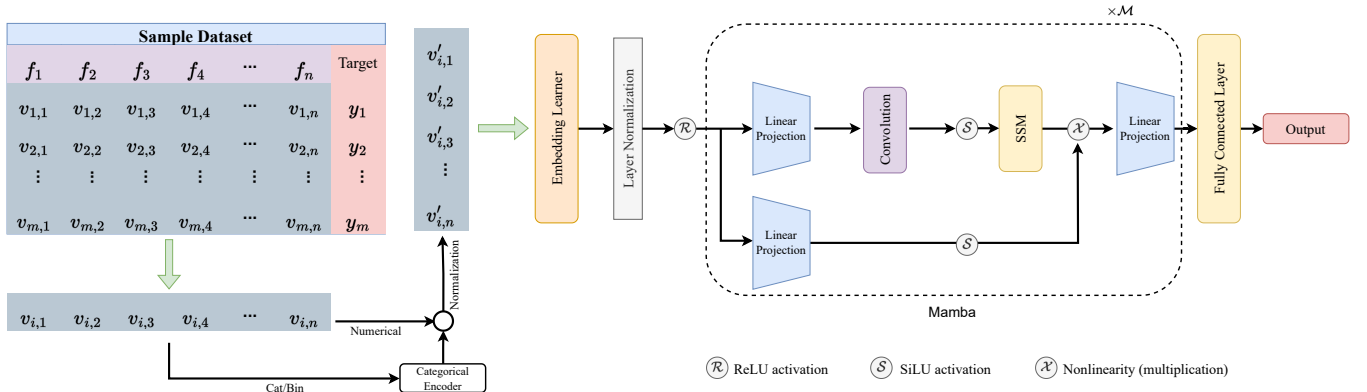 Sample Dataset
f₁ f₂ f₃ f₄ ... fₙ Target
v₁,₁ v₁,₂ v₁,₃ v₁,₄ ... v₁,ₙ y₁
v₂,₁ v₂,₂ v₂,₃ v₂,₄ ... v₂,ₙ y₂
⋮ ⋮ ⋮ ⋮ ⋮ ⋮
vₘ,₁ vₘ,₂ vₘ,₃ vₘ,₄ ... vₘ,ₙ yₘ
vᵢ,₁ vᵢ,₂ vᵢ,₃ vᵢ,₄ ... vᵢ,ₙ
Numerical
Cat/Bin
Categorical
Encoder
Normalization
v′ᵢ,₁
v′ᵢ,₂
v′ᵢ,₃
⋮
v′ᵢ,ₙ
Embedding Learner
Layer Normalization
ℛ
×ℳ
Linear
Projection
Convolution
𝒮
SSM
𝒳
Linear
Projection
Linear
Projection
𝒮
Mamba
Fully Connected Layer
Output
ℛ ReLU activation
𝒮 SiLU activation
𝒳 Nonlinearity (multiplication)